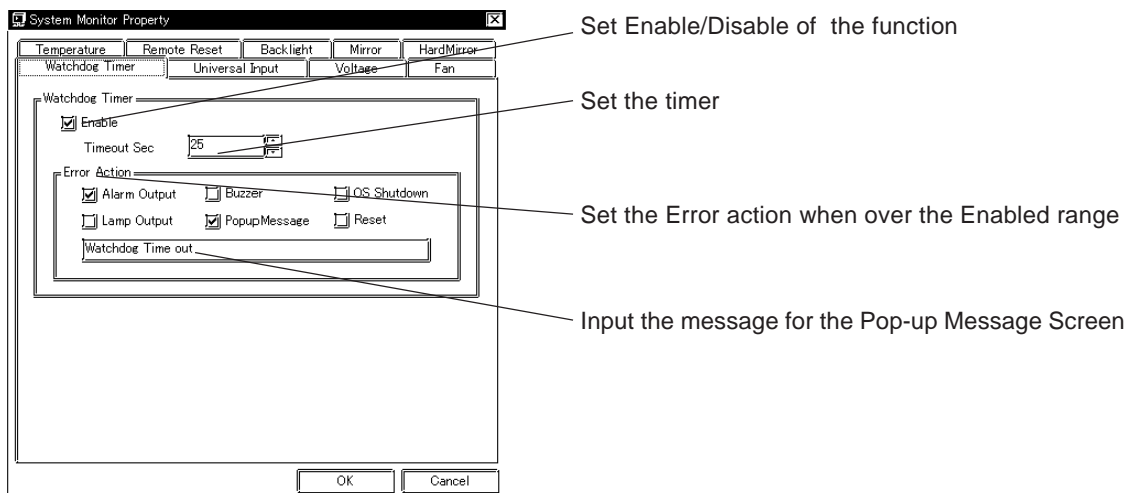 System Monitor Property
Temperature Remote Reset Backlight Mirror HardMirror
Watchdog Timer Universal Input Voltage Fan
Watchdog Timer
Enable
Timeout Sec 25
Error Action
Alarm Output Buzzer OS Shutdown
Lamp Output PopupMessage Reset
Watchdog Time out
OK Cancel
Set Enable/Disable of the function
Set the timer
Set the Error action when over the Enabled range
Input the message for the Pop-up Message Screen